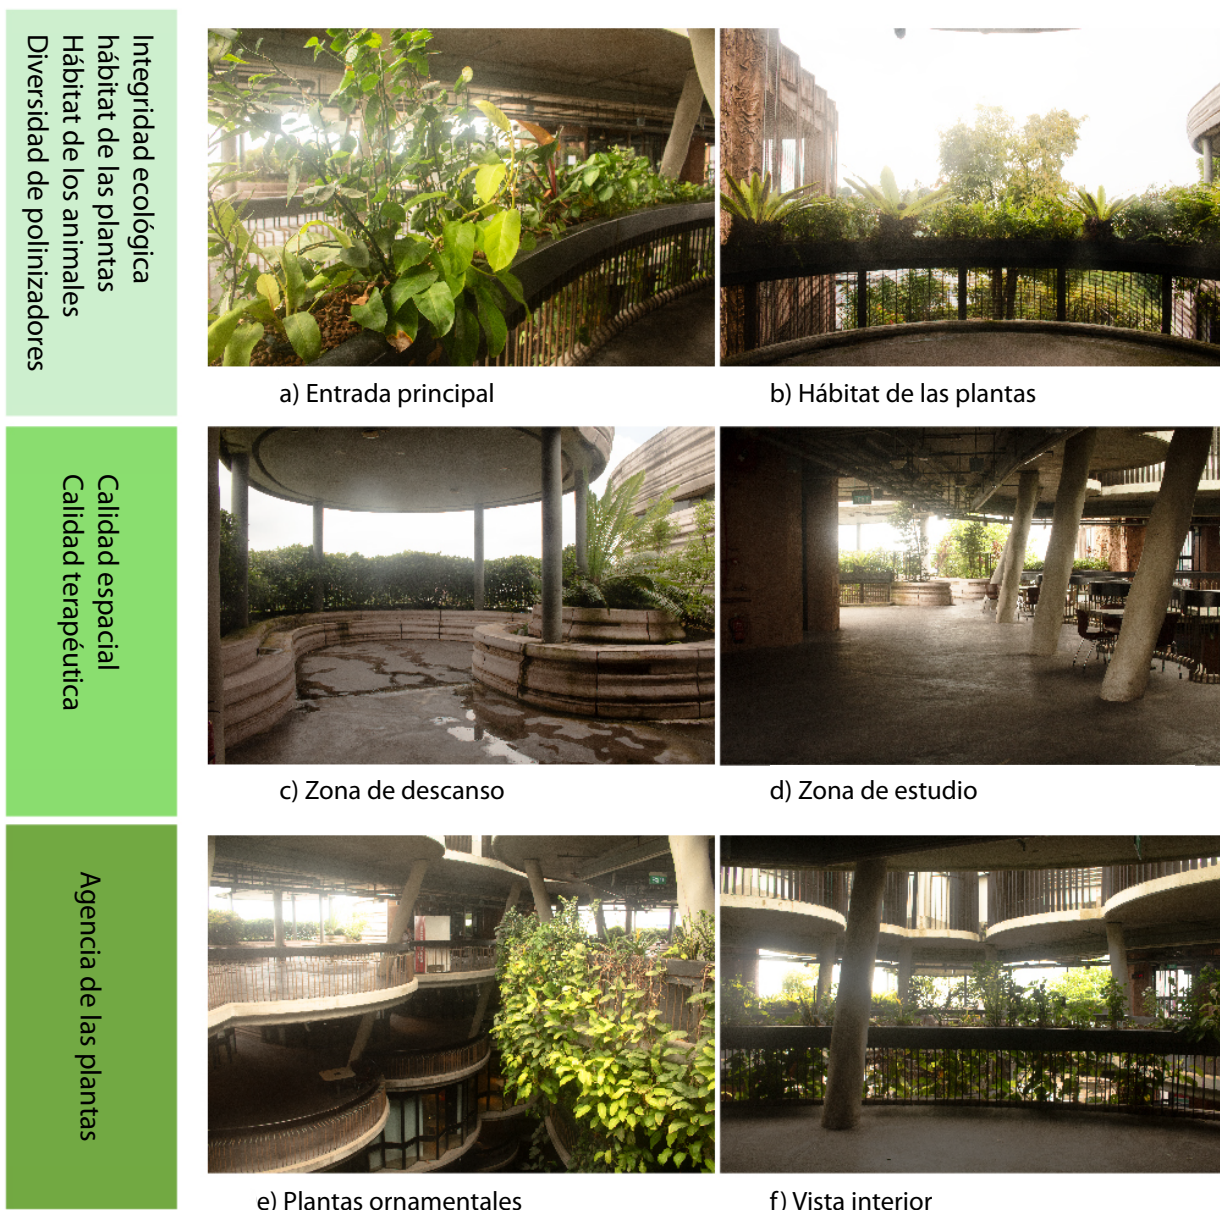 Integridad ecológica
hábitat de las plantas
Hábitat de los animales
Diversidad de polinizadores
a) Entrada principal
b) Hábitat de las plantas
Calidad espacial
Calidad terapéutica
c) Zona de descanso
d) Zona de estudio
Agencia de las plantas
e) Plantas ornamentales
f) Vista interior